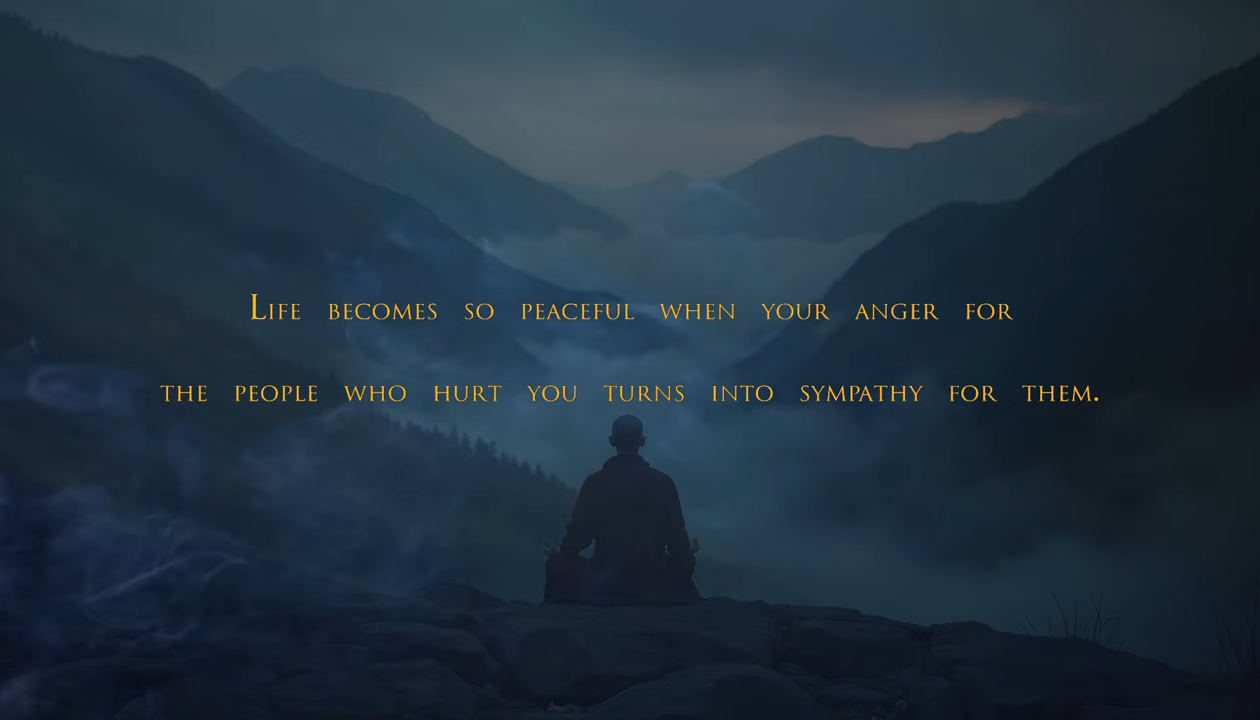 Life becomes so peaceful when your anger for
the people who hurt you turns into sympathy for them.